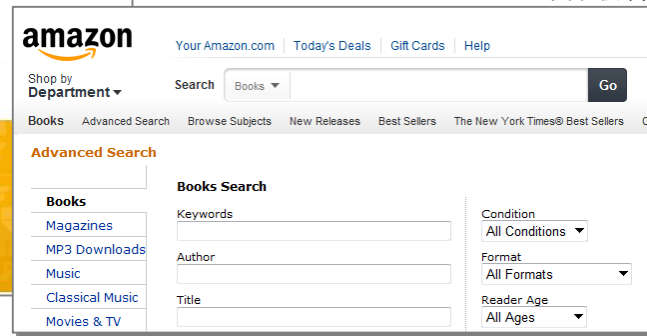 amazon
Your Amazon.com Today's Deals Gift Cards Help
Shop by
Department
Search Books Go
Books Advanced Search Browse Subjects New Releases Best Sellers The New York Times® Best Sellers
Advanced Search
Books
Magazines
MP3 Downloads
Music
Classical Music
Movies & TV
Books Search
Keywords
Author
Title
Condition
All Conditions
Format
All Formats
Reader Age
All Ages